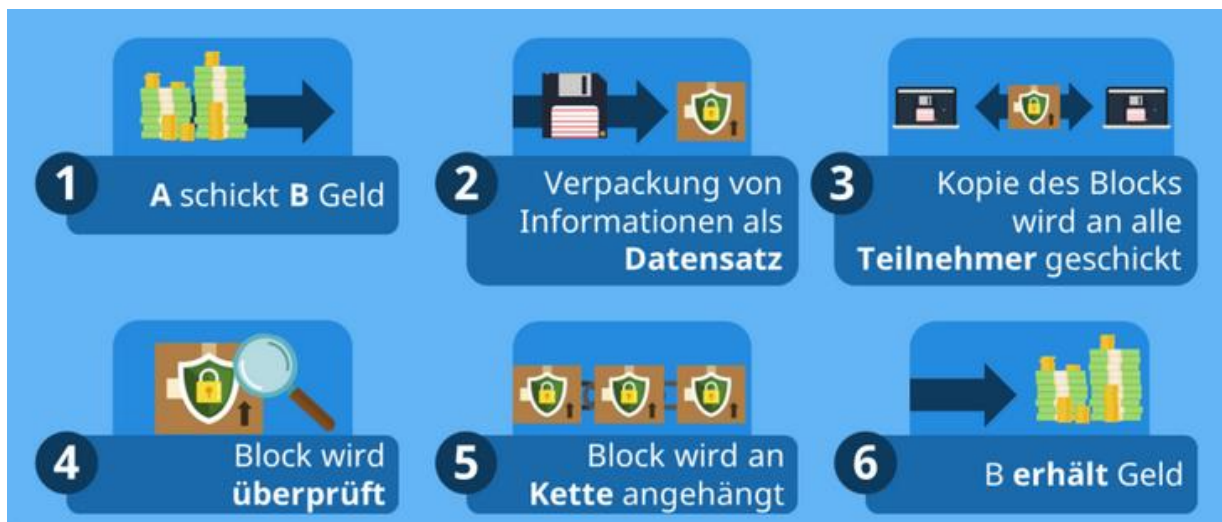 1
A schickt B Geld
2
Verpackung von
Informationen als
Datensatz
3
Kopie des Blocks
wird an alle
Teilnehmer geschickt
4
Block wird
überprüft
5
Block wird an
Kette angehängt
6
B erhält Geld